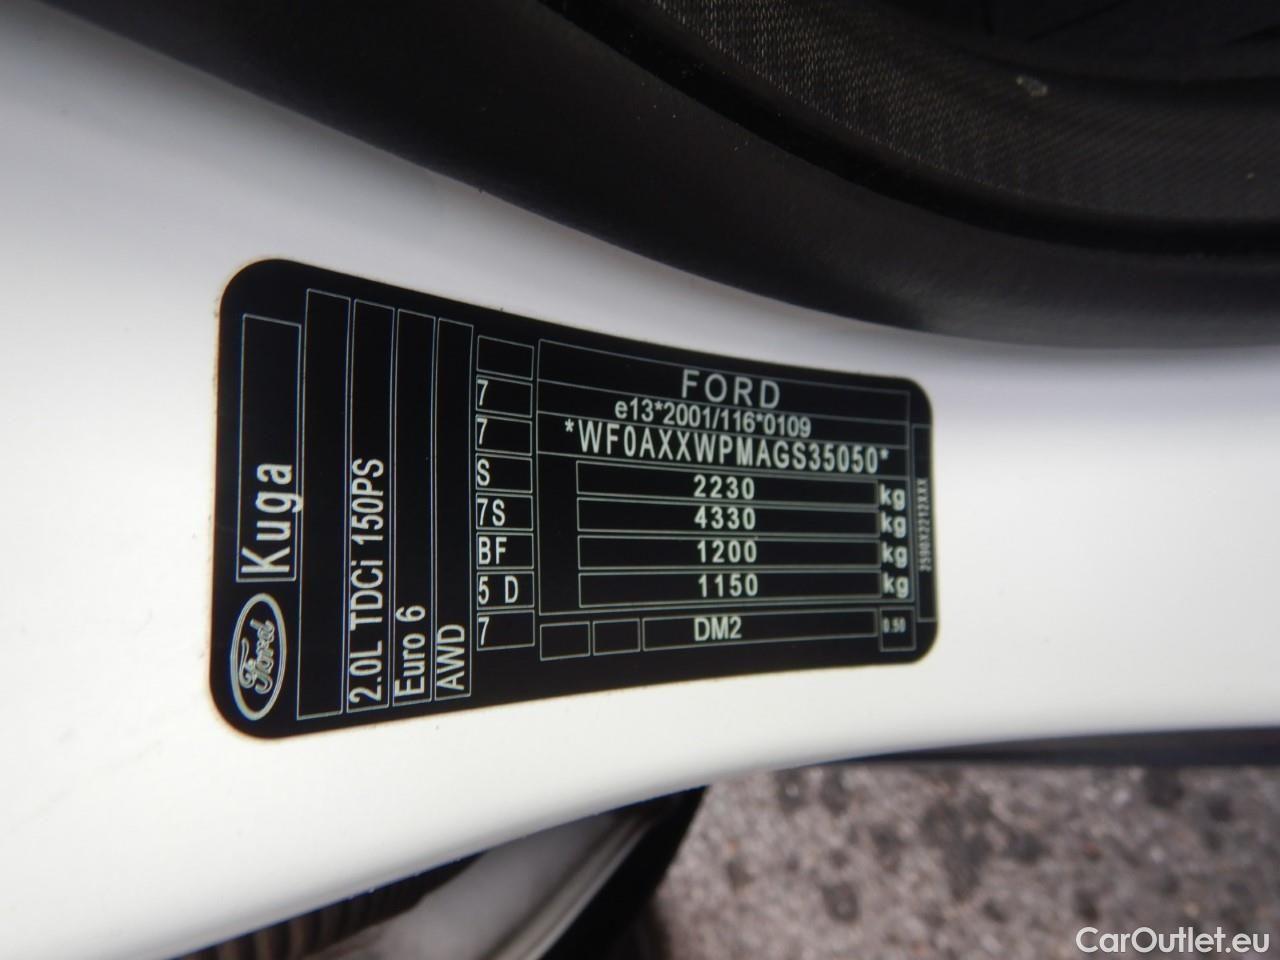 Ford
Kuga
2.0L TDCi 150PS
Euro 6
AWD
7
7
S
7S
BF
5 D
7
FORD
e13*2001/116*0109
*WF0AXXWPMAGS35050*
2230 kg
4330 kg
1200 kg
1150 kg
DM2
0.50
2590X2212XXX
CarOutlet.eu